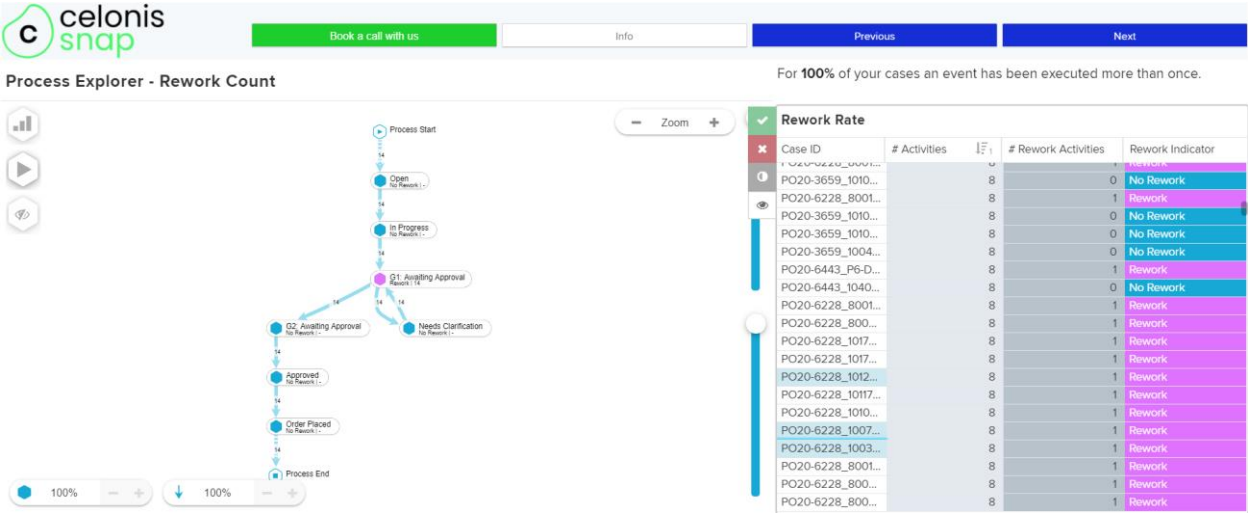 celonis
snap
C
Book a call with us
Info
Previous
Next
Process Explorer - Rework Count
For 100% of your cases an event has been executed more than once.
Zoom
Process Start
14
Open
No Rework | -
14
In Progress
No Rework | -
14
G1: Awaiting Approval
Rework | 14
14
14
14
G2: Awaiting Approval
No Rework | -
Needs Clarification
No Rework | -
14
Approved
No Rework | -
14
Order Placed
No Rework | -
14
Process End
100%
100%
Rework Rate
Case ID # Activities 1 # Rework Activities Rework Indicator
PO20-6228_8001... 8 1 Rework
PO20-3659_1010... 8 0 No Rework
PO20-6228_8001... 8 1 Rework
PO20-3659_1010... 8 0 No Rework
PO20-3659_1010... 8 0 No Rework
PO20-3659_1004... 8 0 No Rework
PO20-6443_P6-D... 8 1 Rework
PO20-6443_1040... 8 0 No Rework
PO20-6228_8001... 8 1 Rework
PO20-6228_800... 8 1 Rework
PO20-6228_1017... 8 1 Rework
PO20-6228_1017... 8 1 Rework
PO20-6228_1012... 8 1 Rework
PO20-6228_10117... 8 1 Rework
PO20-6228_1010... 8 1 Rework
PO20-6228_1007... 8 1 Rework
PO20-6228_1003... 8 1 Rework
PO20-6228_8001... 8 1 Rework
PO20-6228_800... 8 1 Rework
PO20-6228_800... 8 1 Rework